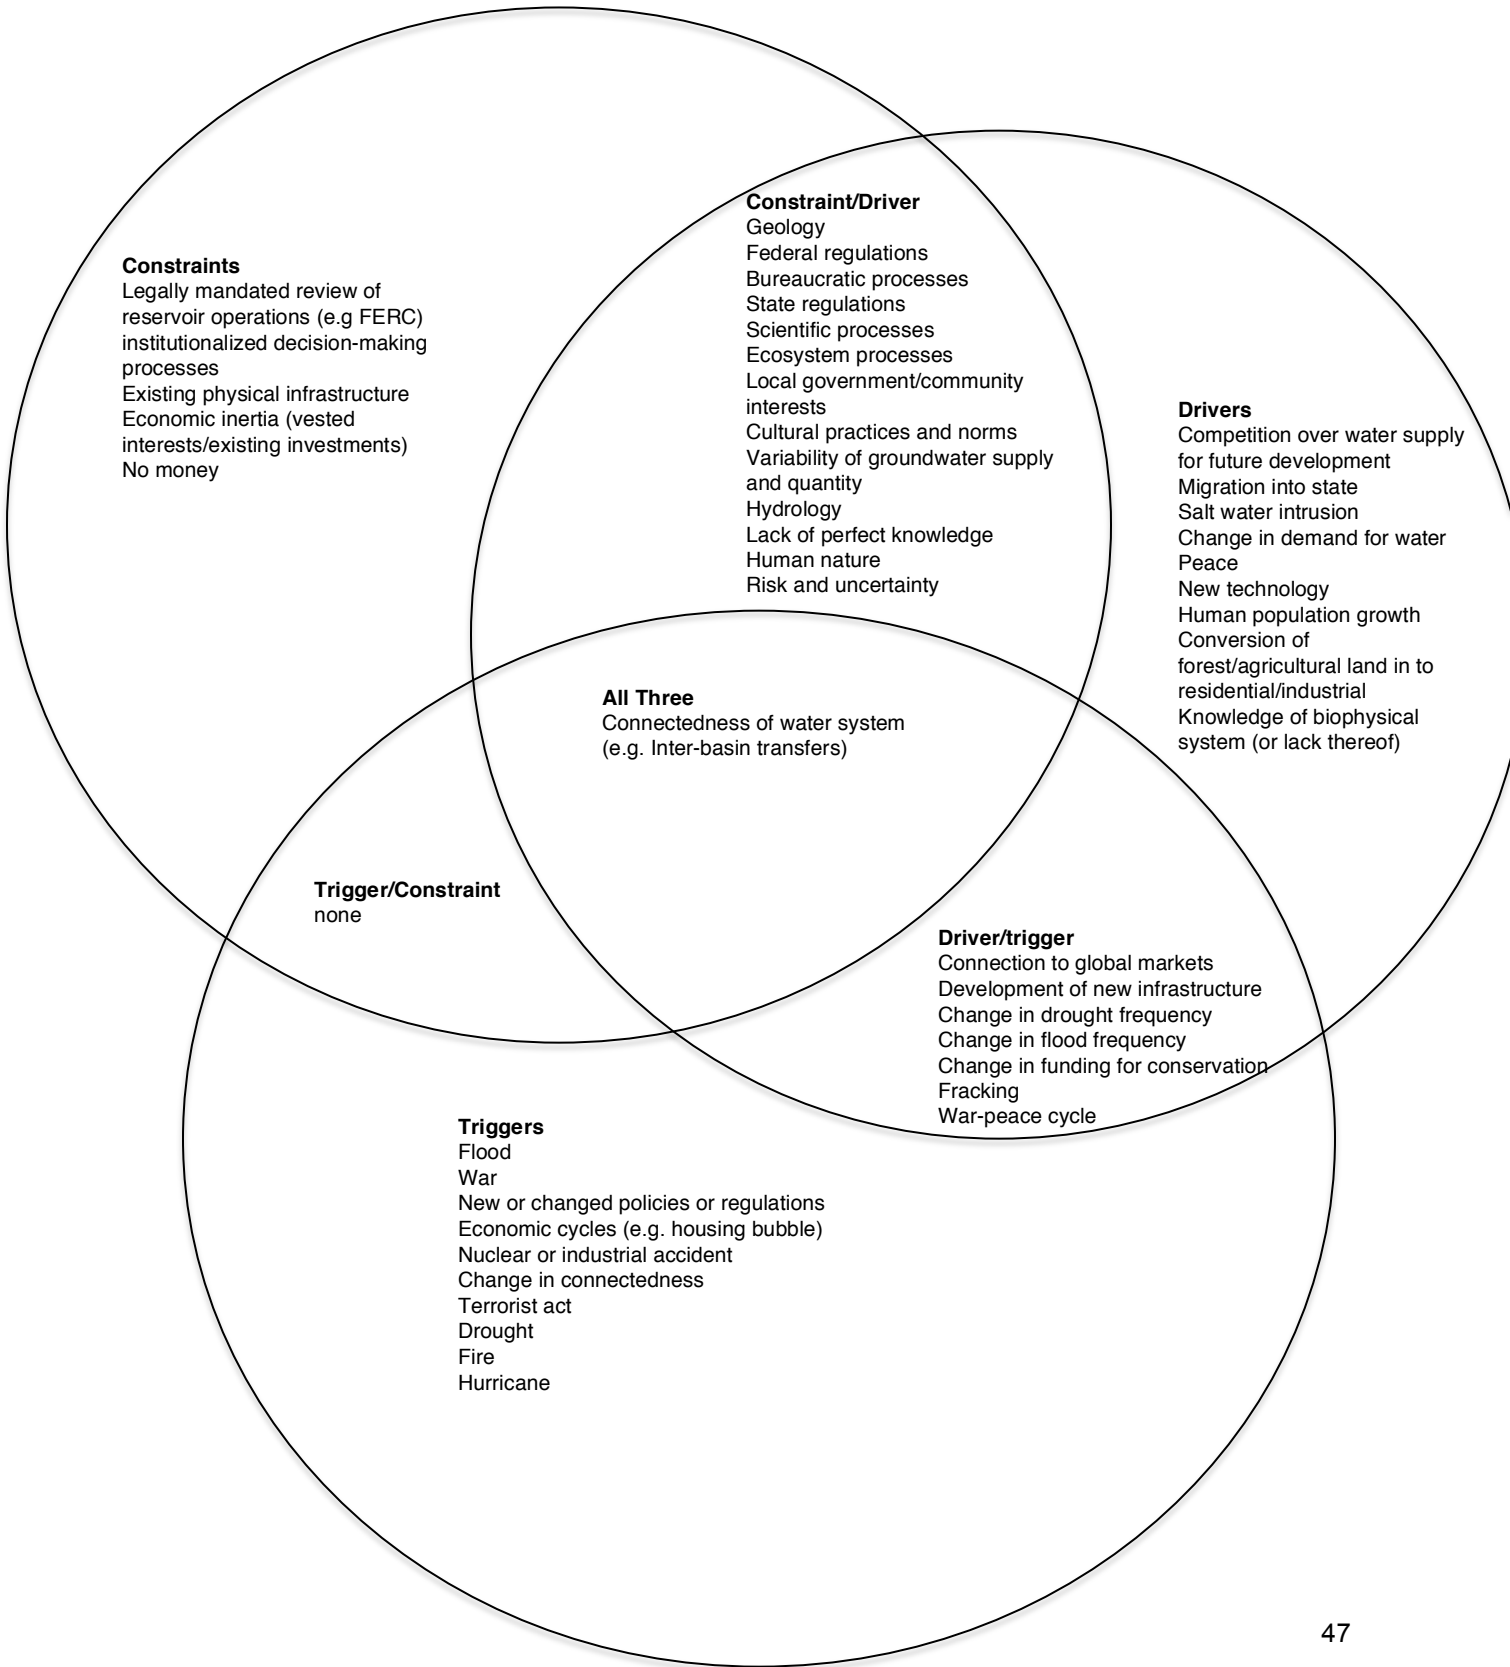 Constraints
Legally mandated review of
reservoir operations (e.g FERC)
institutionalized decision-making
processes
Existing physical infrastructure
Economic inertia (vested
interests/existing investments)
No money
Constraint/Driver
Geology
Federal regulations
Bureaucratic processes
State regulations
Scientific processes
Ecosystem processes
Local government/community
interests
Cultural practices and norms
Variability of groundwater supply
and quantity
Hydrology
Lack of perfect knowledge
Human nature
Risk and uncertainty
Drivers
Competition over water supply
for future development
Migration into state
Salt water intrusion
Change in demand for water
Peace
New technology
Human population growth
Conversion of
forest/agricultural land in to
residential/industrial
Knowledge of biophysical
system (or lack thereof)
All Three
Connectedness of water system
(e.g. Inter-basin transfers)
Trigger/Constraint
none
Driver/trigger
Connection to global markets
Development of new infrastructure
Change in drought frequency
Change in flood frequency
Change in funding for conservation
Fracking
War-peace cycle
Triggers
Flood
War
New or changed policies or regulations
Economic cycles (e.g. housing bubble)
Nuclear or industrial accident
Change in connectedness
Terrorist act
Drought
Fire
Hurricane
47